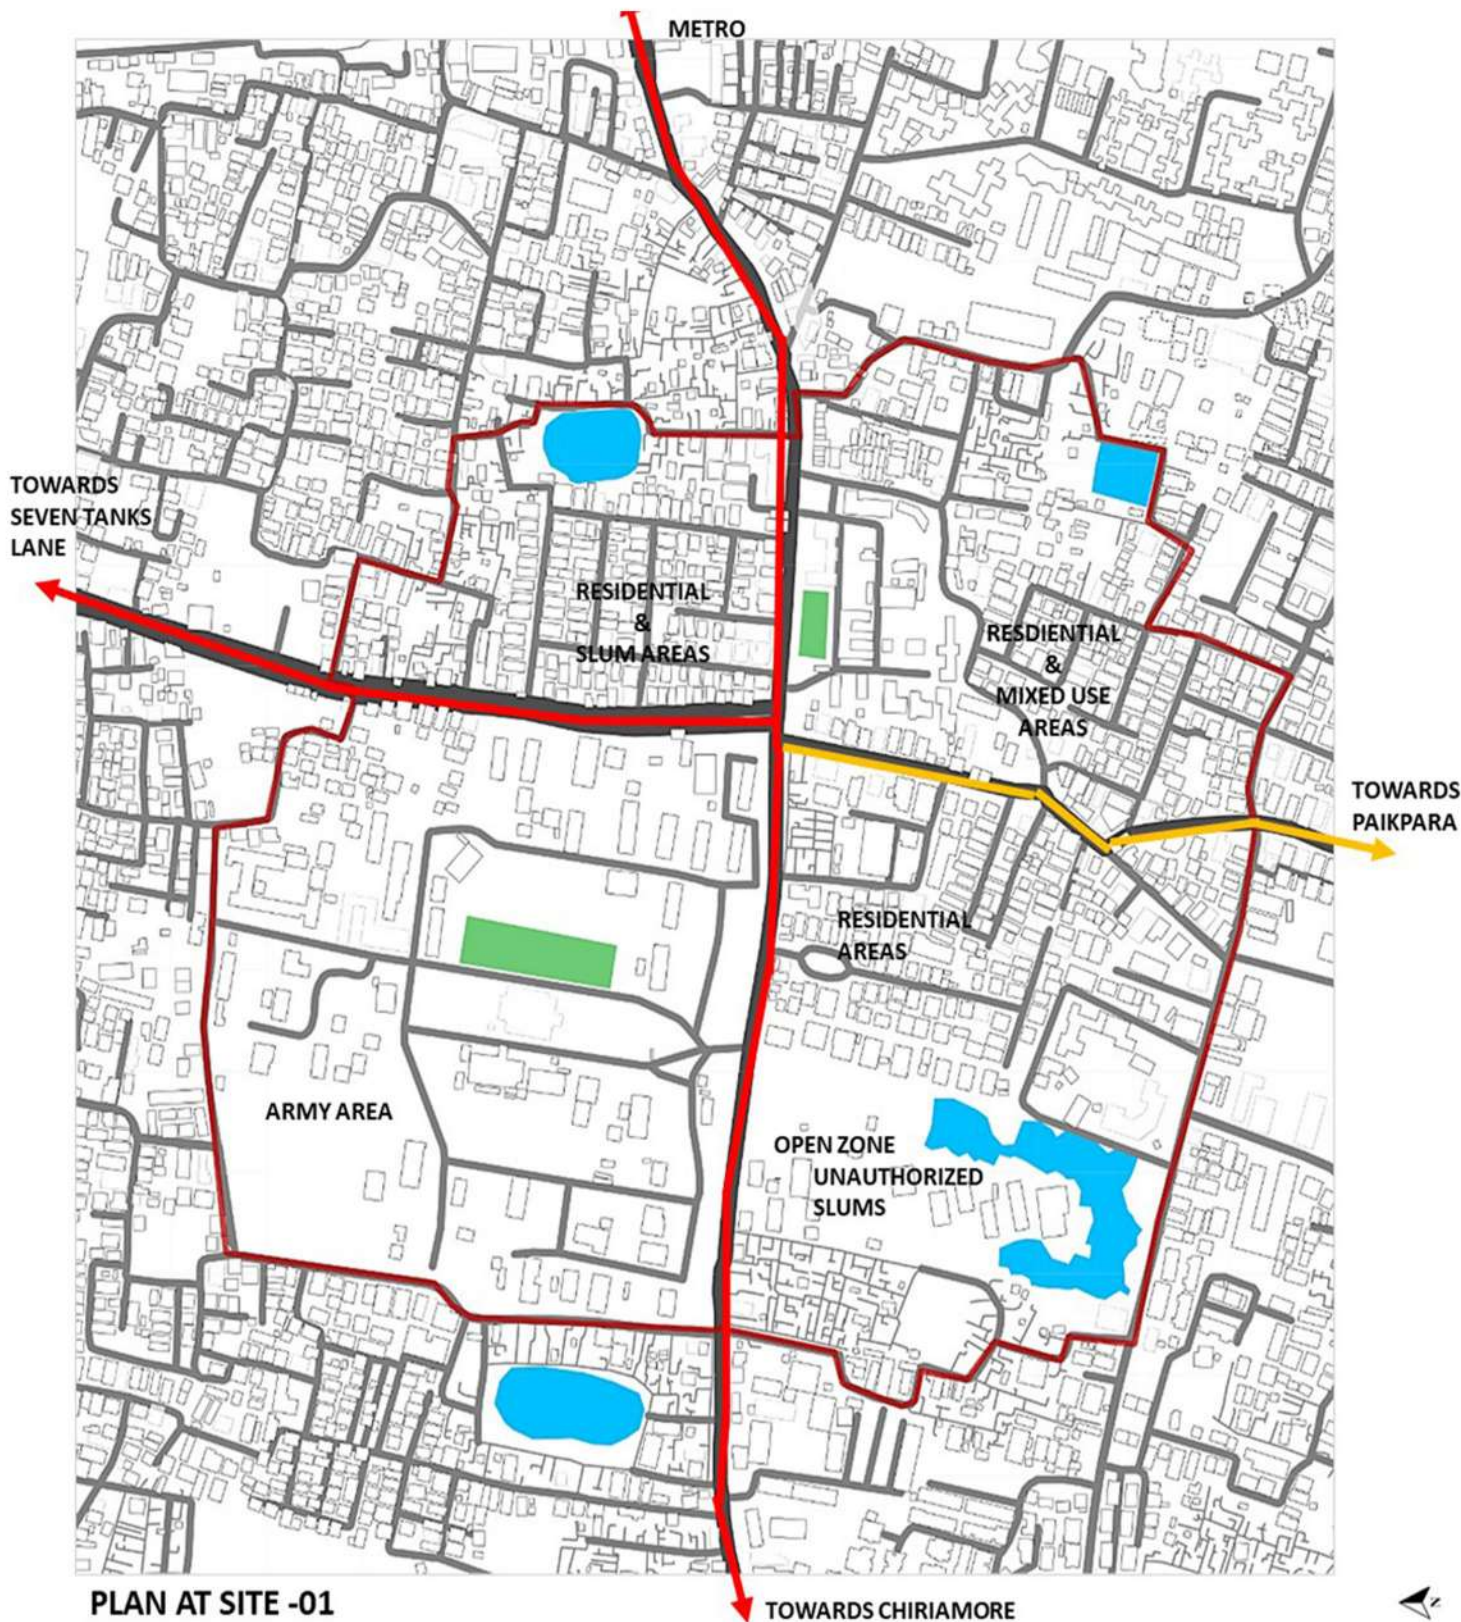 METRO
TOWARDS
SEVEN TANKS
LANE
RESIDENTIAL
&
SLUM AREAS
RESDIENTIAL
&
MIXED USE
AREAS
TOWARDS
PAIKPARA
RESIDENTIAL
AREAS
ARMY AREA
OPEN ZONE
UNAUTHORIZED
SLUMS
PLAN AT SITE -01
TOWARDS CHIRIAMORE
N